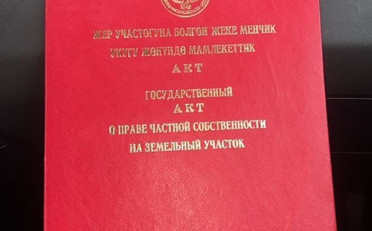 ЖЕР УЧАСТОГУНА БОЛГОН ЖЕКЕ МЕНЧИК
УКУГУ ЖӨНҮНДӨ МАМЛЕКЕТТИК
АКТ
ГОСУДАРСТВЕННЫЙ
АКТ
О ПРАВЕ ЧАСТНОЙ СОБСТВЕННОСТИ
НА ЗЕМЕЛЬНЫЙ УЧАСТОК